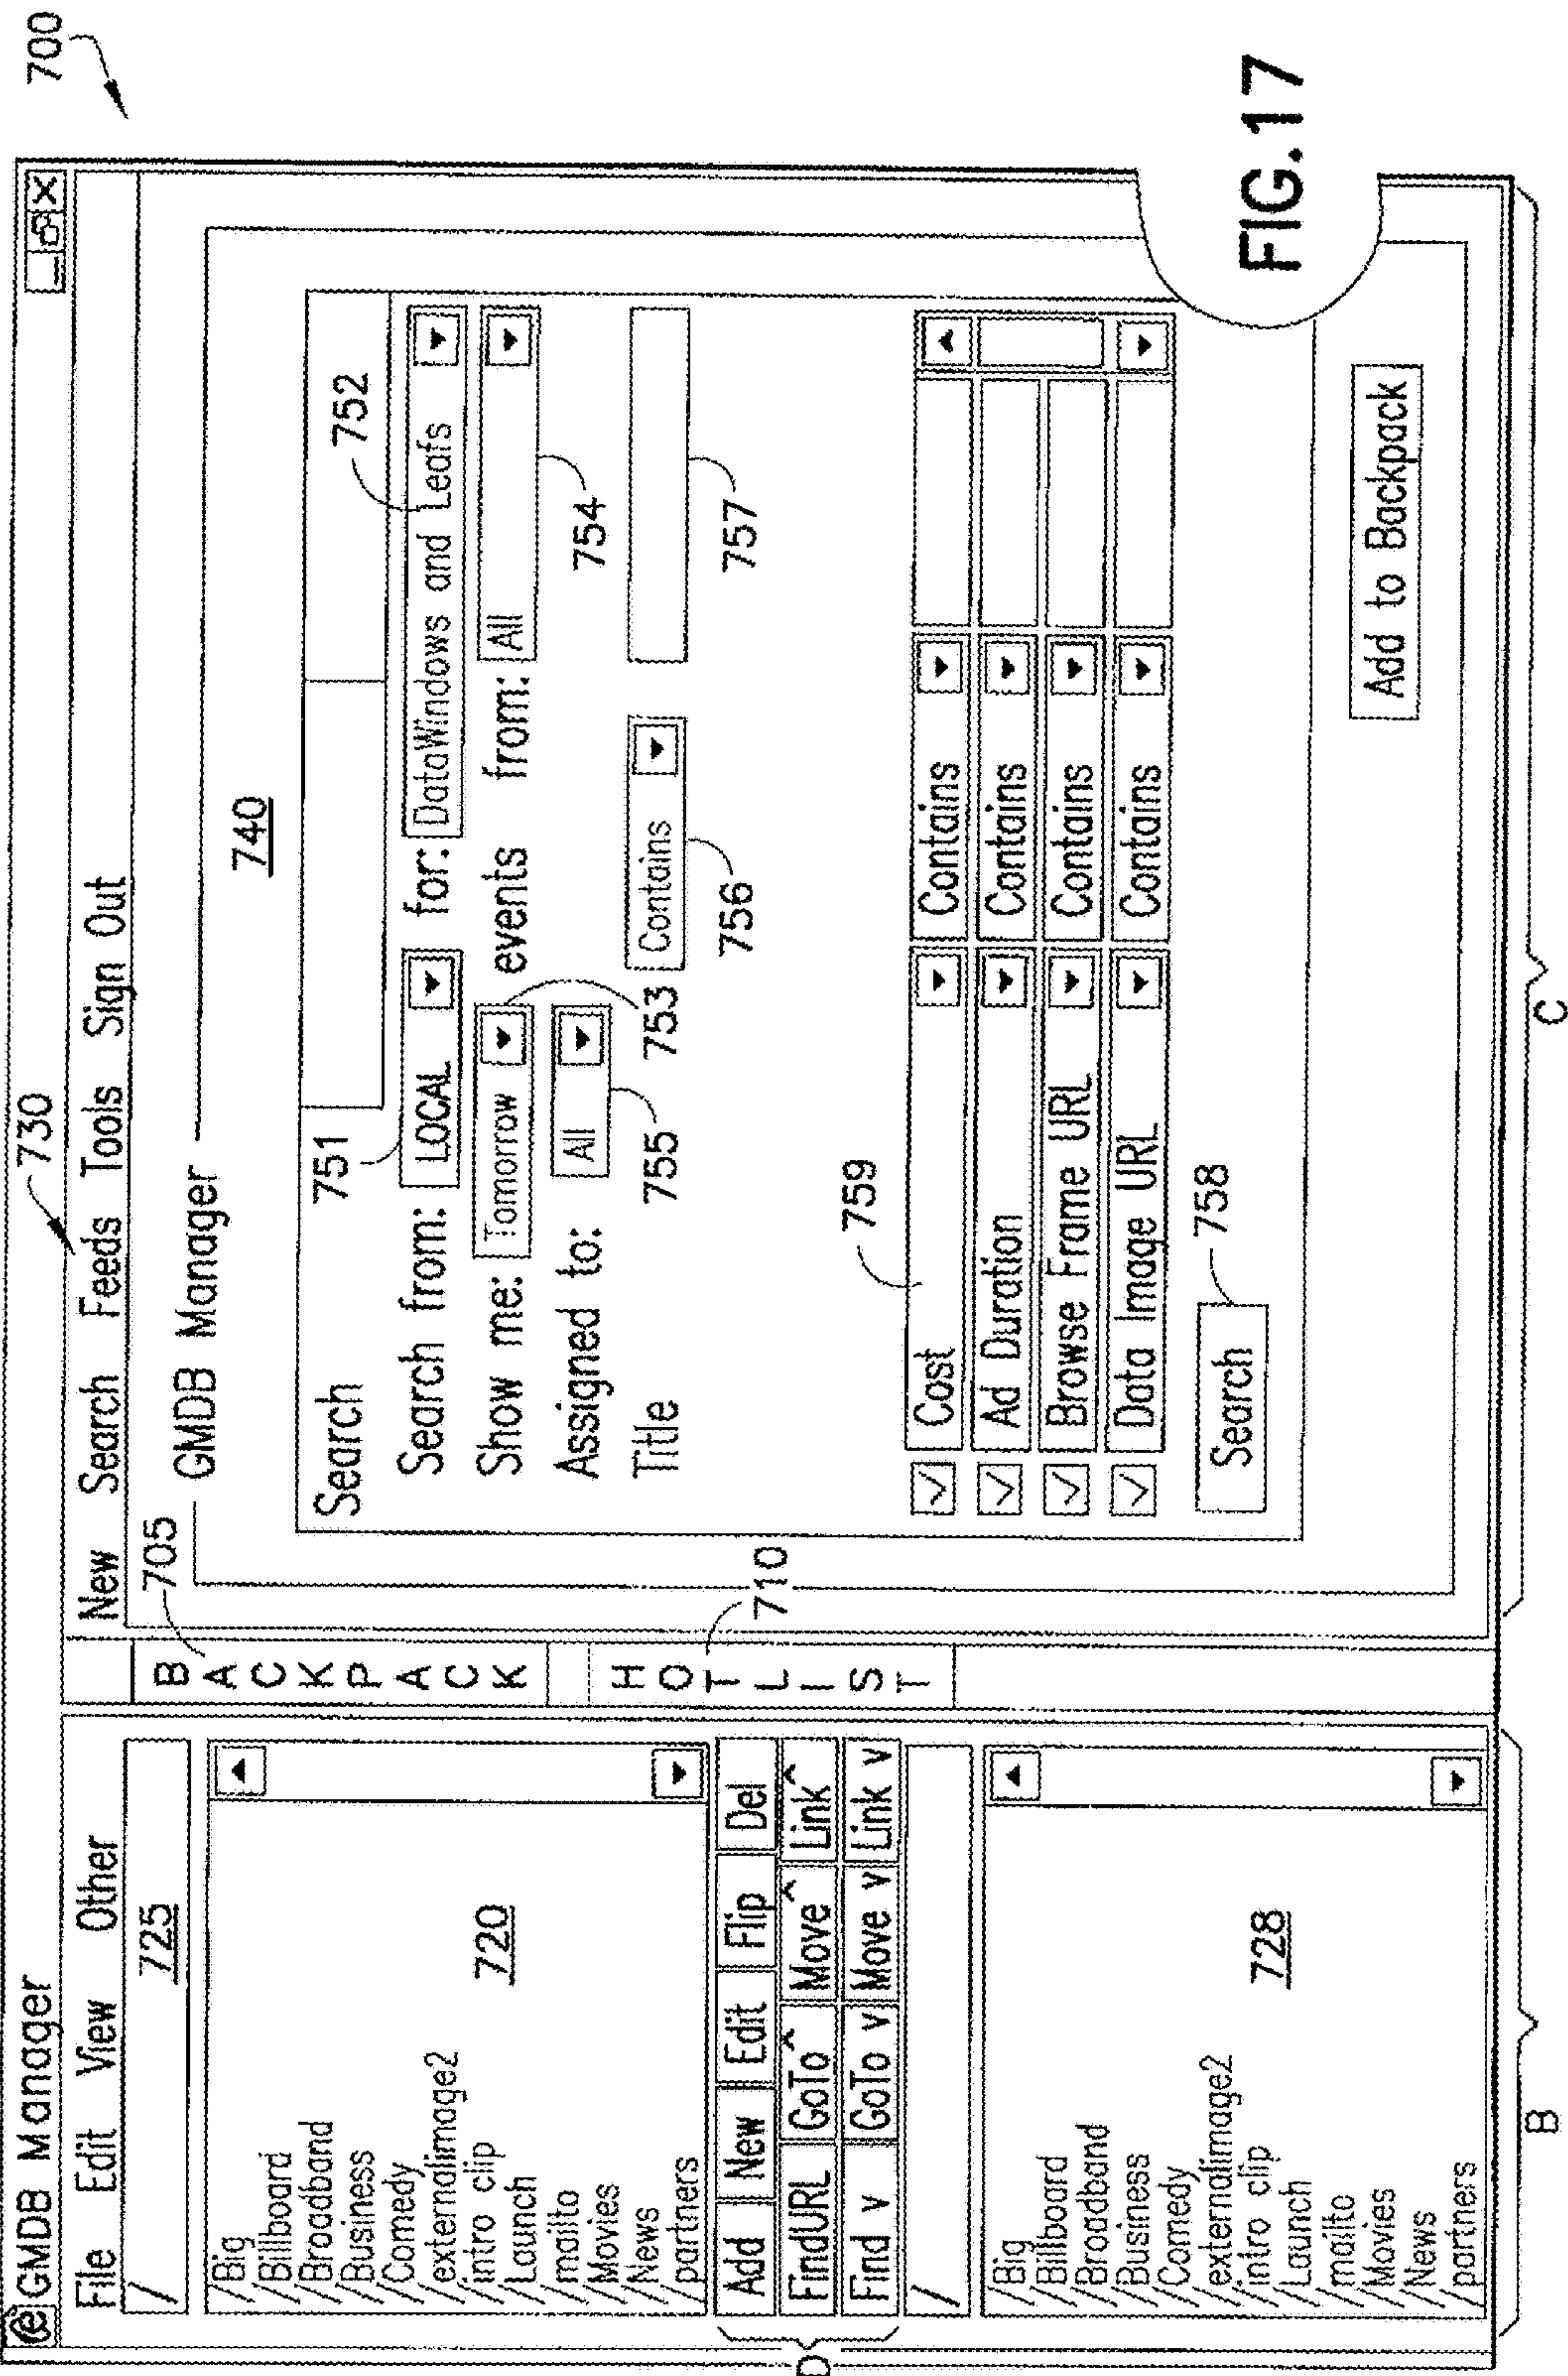 700
@ GMDB Manager
File Edit View Other
/
725
/Big
/Billboard
/Broadband
/Business
/Comedy
/externalimage2
/intro clip
/Launch
/mailto
/Movies
/News
/partners
720
Add New Edit Flip Del
FindURL GoTo^ Move^ Link^
Find v GoTo v Move v Link v
D
/
/Big
/Billboard
/Broadband
/Business
/Comedy
/externalimage2
/intro clip
/Launch
/mailto
/Movies
/News
/partners
728
B
BACKPACK
705
HOTLIST
710
730
New Search Feeds Tools Sign Out
GMDB Manager
740
Search
751
752
Search from: LOCAL for: DataWindows and Leafs
Show me: Tomorrow events from: All
753
754
Assigned to: All
755
Title Contains
756
757
759
Cost Contains
Ad Duration Contains
Browse Frame URL Contains
Data Image URL Contains
Search
758
Add to Backpack
C
FIG.17